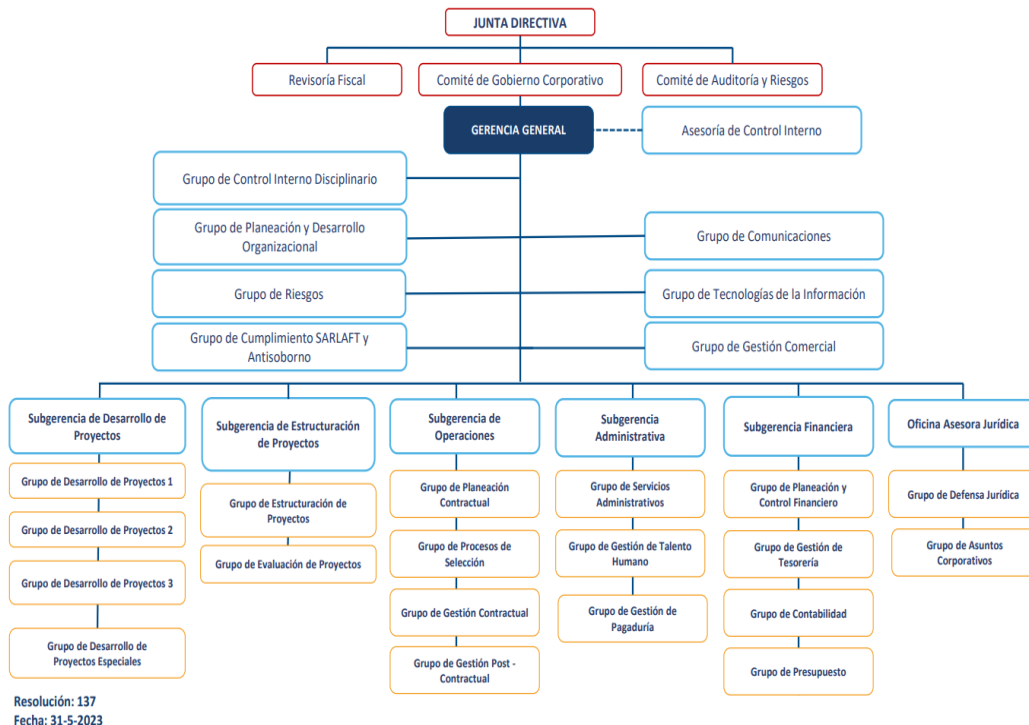 JUNTA DIRECTIVA
Revisoría Fiscal
Comité de Gobierno Corporativo
Comité de Auditoría y Riesgos
GERENCIA GENERAL
Asesoría de Control Interno
Grupo de Control Interno Disciplinario
Grupo de Planeación y Desarrollo
Organizacional
Grupo de Comunicaciones
Grupo de Riesgos
Grupo de Tecnologías de la Información
Grupo de Cumplimiento SARLAFT y
Antisoborno
Grupo de Gestión Comercial
Subgerencia de Desarrollo de
Proyectos
Grupo de Desarrollo de Proyectos 1
Grupo de Desarrollo de Proyectos 2
Grupo de Desarrollo de Proyectos 3
Grupo de Desarrollo de
Proyectos Especiales
Subgerencia de Estructuración
de Proyectos
Grupo de Estructuración de
Proyectos
Grupo de Evaluación de Proyectos
Subgerencia de
Operaciones
Grupo de Planeación
Contractual
Grupo de Procesos de
Selección
Grupo de Gestión Contractual
Grupo de Gestión Post -
Contractual
Subgerencia
Administrativa
Grupo de Servicios
Administrativos
Grupo de Gestión de Talento
Humano
Grupo de Gestión de
Pagaduría
Subgerencia Financiera
Grupo de Planeación y
Control Financiero
Grupo de Gestión de
Tesorería
Grupo de Contabilidad
Grupo de Presupuesto
Oficina Asesora Jurídica
Grupo de Defensa Jurídica
Grupo de Asuntos
Corporativos
Resolución: 137
Fecha: 31-5-2023